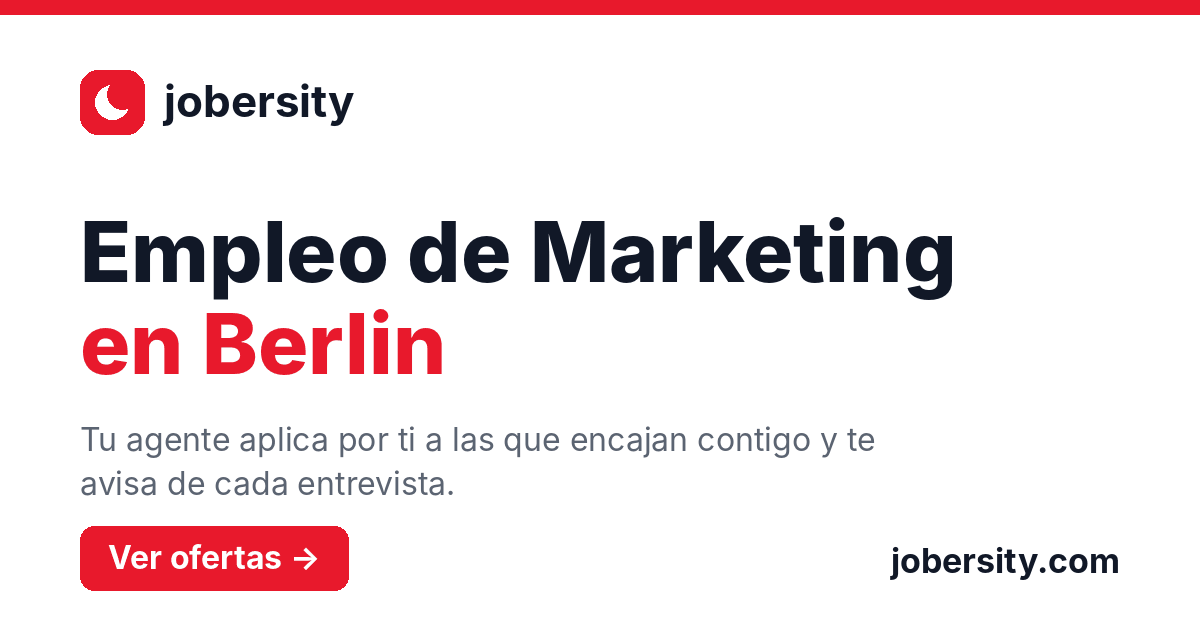 jobersity
Empleo de Marketing
en Berlin
Tu agente aplica por ti a las que encajan contigo y te
avisa de cada entrevista.
Ver ofertas →
jobersity.com